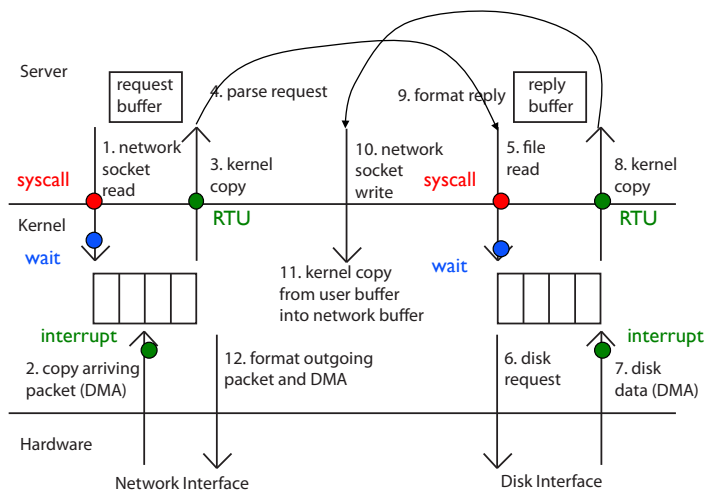 Server
request
buffer
4. parse request
9. format reply
reply
buffer
1. network
socket
read
3. kernel
copy
10. network
socket
write
5. file
read
8. kernel
copy
syscall
RTU
syscall
RTU
Kernel
wait
wait
11. kernel copy
from user buffer
into network buffer
interrupt
interrupt
2. copy arriving
packet (DMA)
12. format outgoing
packet and DMA
6. disk
request
7. disk
data (DMA)
Hardware
Network Interface
Disk Interface